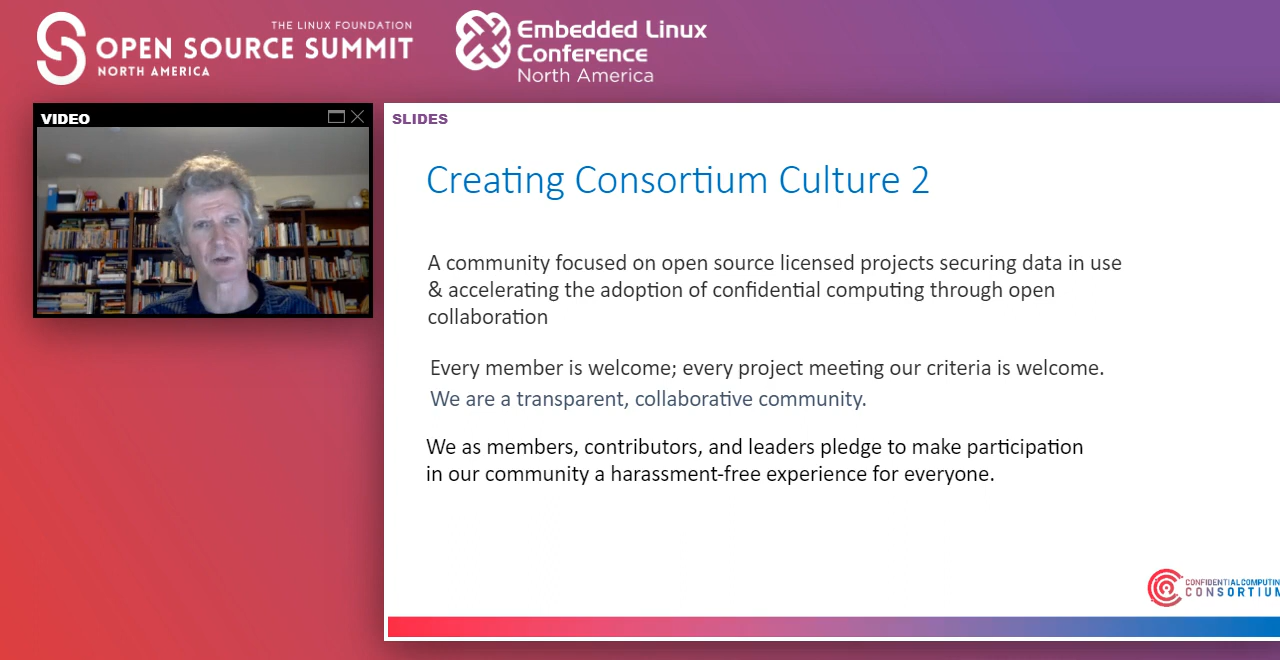 THE LINUX FOUNDATION
OPEN SOURCE SUMMIT
NORTH AMERICA
Embedded Linux
Conference
North America
VIDEO
SLIDES
Creating Consortium Culture 2
A community focused on open source licensed projects securing data in use
& accelerating the adoption of confidential computing through open
collaboration
Every member is welcome; every project meeting our criteria is welcome.
We are a transparent, collaborative community.
We as members, contributors, and leaders pledge to make participation
in our community a harassment-free experience for everyone.
CONFIDENTIAL COMPUTIN
CONSORTIUM